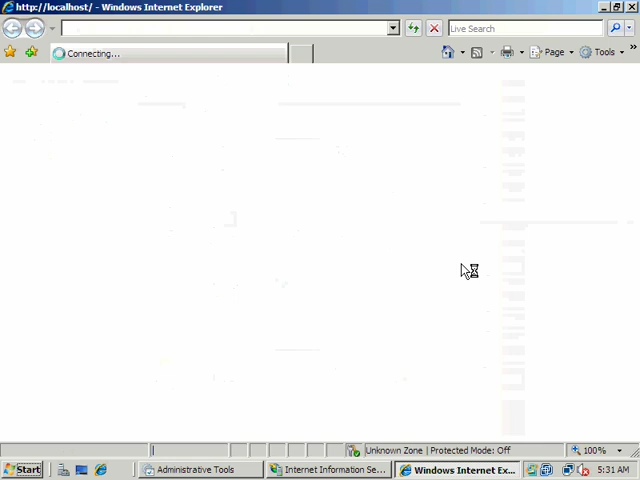 http://localhost/ - Windows Internet Explorer
Live Search
Connecting...
Page
Tools
»
Unknown Zone | Protected Mode: Off
100%
Start
Administrative Tools
Internet Information Se...
Windows Internet Ex...
5:31 AM